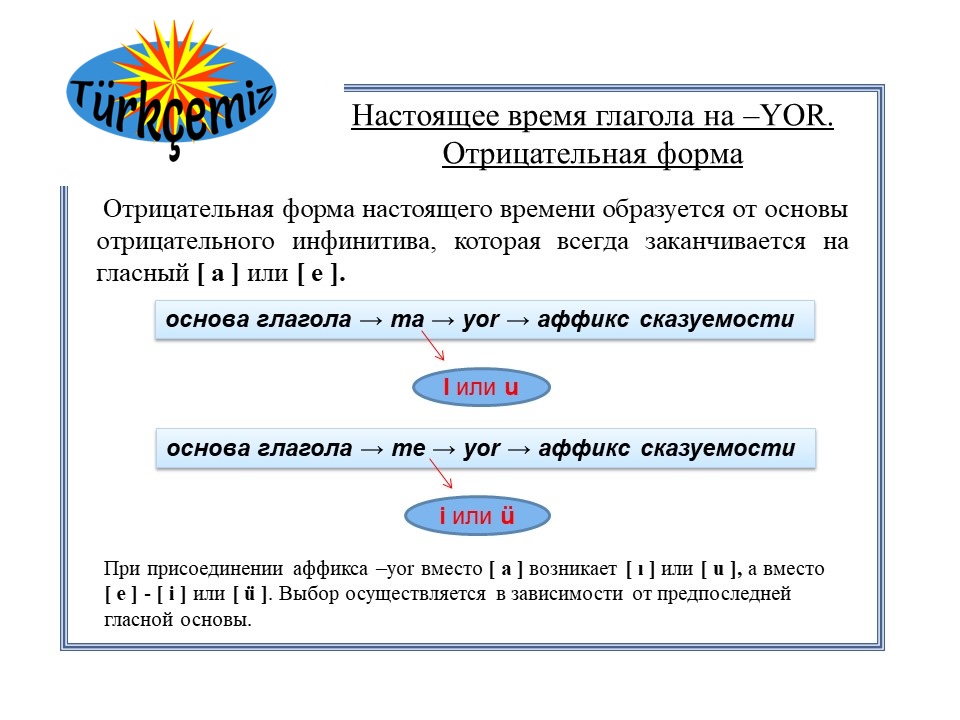 Türkçemiz
Настоящее время глагола на –YOR.
Отрицательная форма
Отрицательная форма настоящего времени образуется от основы
отрицательного инфинитива, которая всегда заканчивается на
гласный [ a ] или [ e ].
основа глагола → ma → yor → аффикс сказуемости
I или u
основа глагола → me → yor → аффикс сказуемости
i или ü
При присоединении аффикса –yor вместо [ a ] возникает [ ı ] или [ u ], а вместо
[ e ] - [ i ] или [ ü ]. Выбор осуществляется в зависимости от предпоследней
гласной основы.